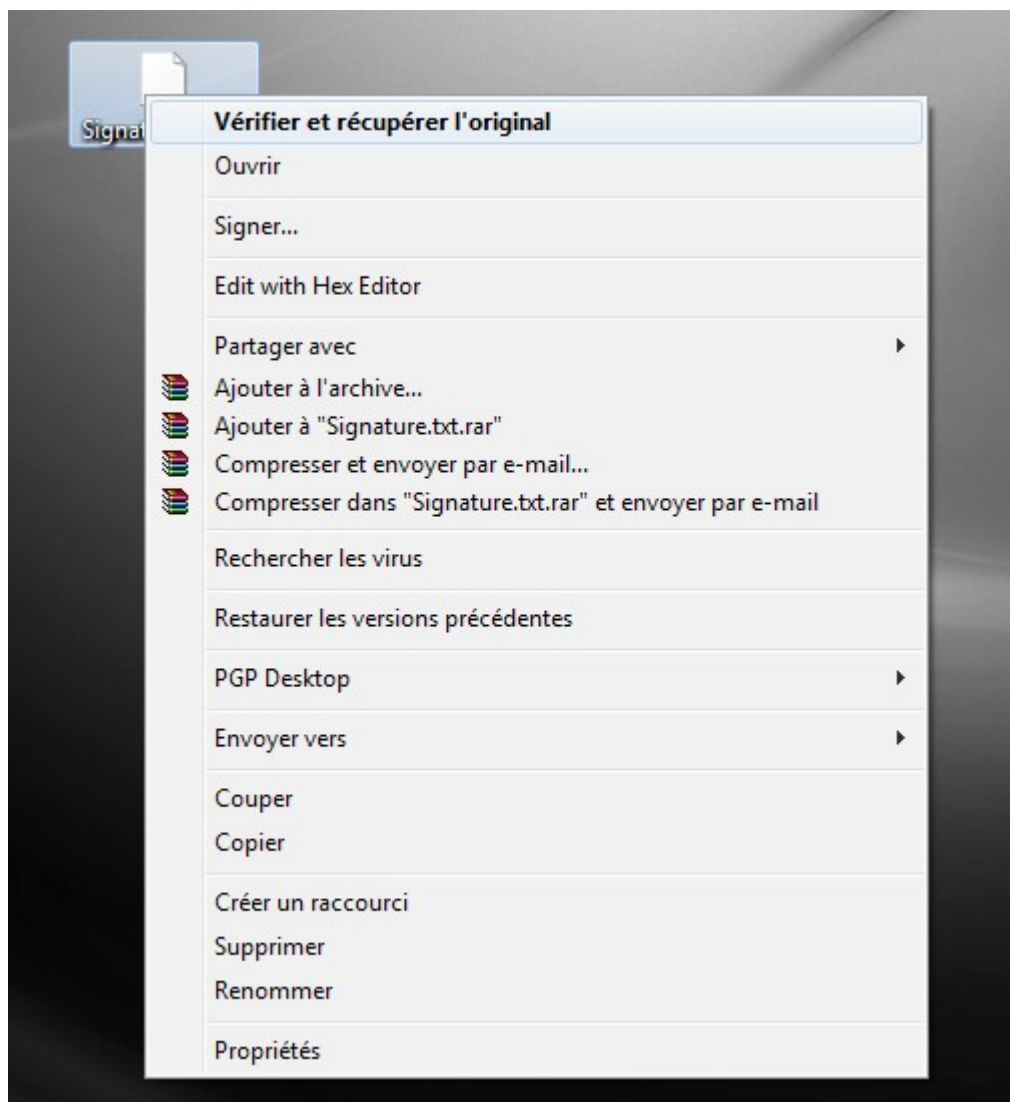 Signat
Vérifier et récupérer l'original
Ouvrir
Signer...
Edit with Hex Editor
Partager avec
Ajouter à l'archive...
Ajouter à "Signature.txt.rar"
Compresser et envoyer par e-mail...
Compresser dans "Signature.txt.rar" et envoyer par e-mail
Rechercher les virus
Restaurer les versions précédentes
PGP Desktop
Envoyer vers
Couper
Copier
Créer un raccourci
Supprimer
Renommer
Propriétés